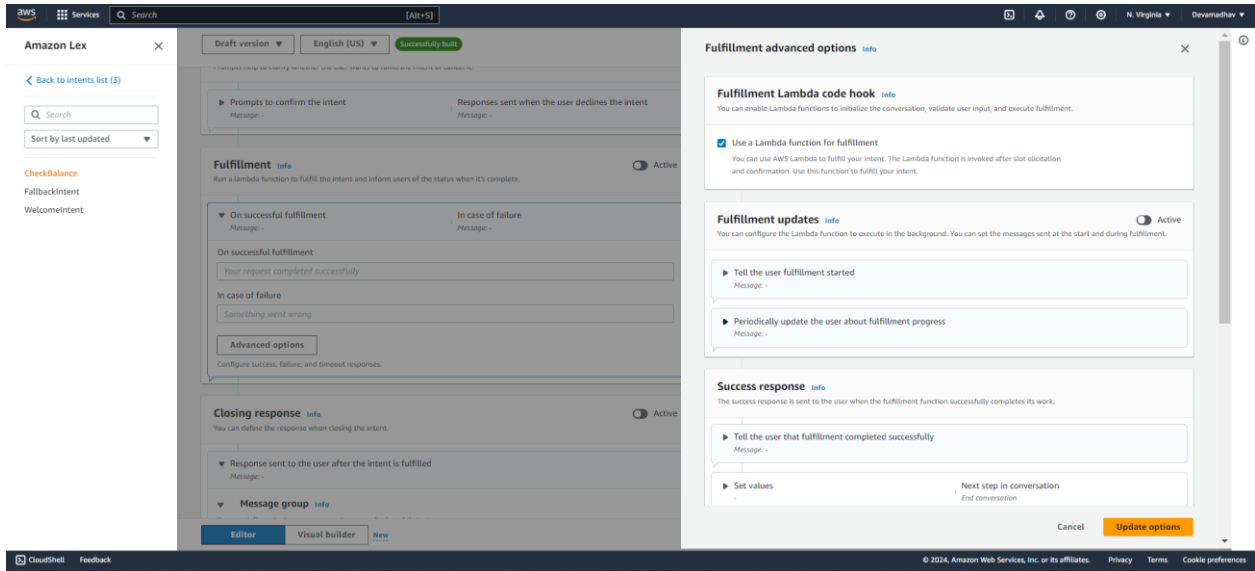 aws
Services
Search
[Alt+S]
N. Virginia
Devamadhav
Amazon Lex
Back to intents list (3)
Search
Sort by last updated
CheckBalance
FallbackIntent
WelcomeIntent
Draft version
English (US)
Successfully built
Prompts to confirm the intent
Message: -
Responses sent when the user declines the intent
Message: -
Fulfillment Info
Active
Run a lambda function to fulfill the intent and inform users of the status when it's complete.
On successful fulfillment
Message: -
In case of failure
Message: -
On successful fulfillment
Your request completed successfully
In case of failure
Something went wrong
Advanced options
Configure success, failure, and timeout responses.
Closing response Info
Active
You can define the response when closing the intent.
Response sent to the user after the intent is fulfilled
Message: -
Message group Info
Editor
Visual builder
New
Fulfillment advanced options Info
Fulfillment Lambda code hook Info
You can enable Lambda functions to initialize the conversation, validate user input, and execute fulfillment.
Use a Lambda function for fulfillment
You can use AWS Lambda to fulfill your intent. The Lambda function is invoked after slot elicitation
and confirmation. Use this function to fulfill your intent.
Fulfillment updates Info
Active
You can configure the Lambda function to execute in the background. You can set the messages sent at the start and during fulfillment.
Tell the user fulfillment started
Message: -
Periodically update the user about fulfillment progress
Message: -
Success response Info
The success response is sent to the user when the fulfillment function successfully completes its work.
Tell the user that fulfillment completed successfully
Message: -
Set values
-
Next step in conversation
End conversation
Cancel
Update options
CloudShell
Feedback
© 2024, Amazon Web Services, Inc. or its affiliates.
Privacy
Terms
Cookie preferences